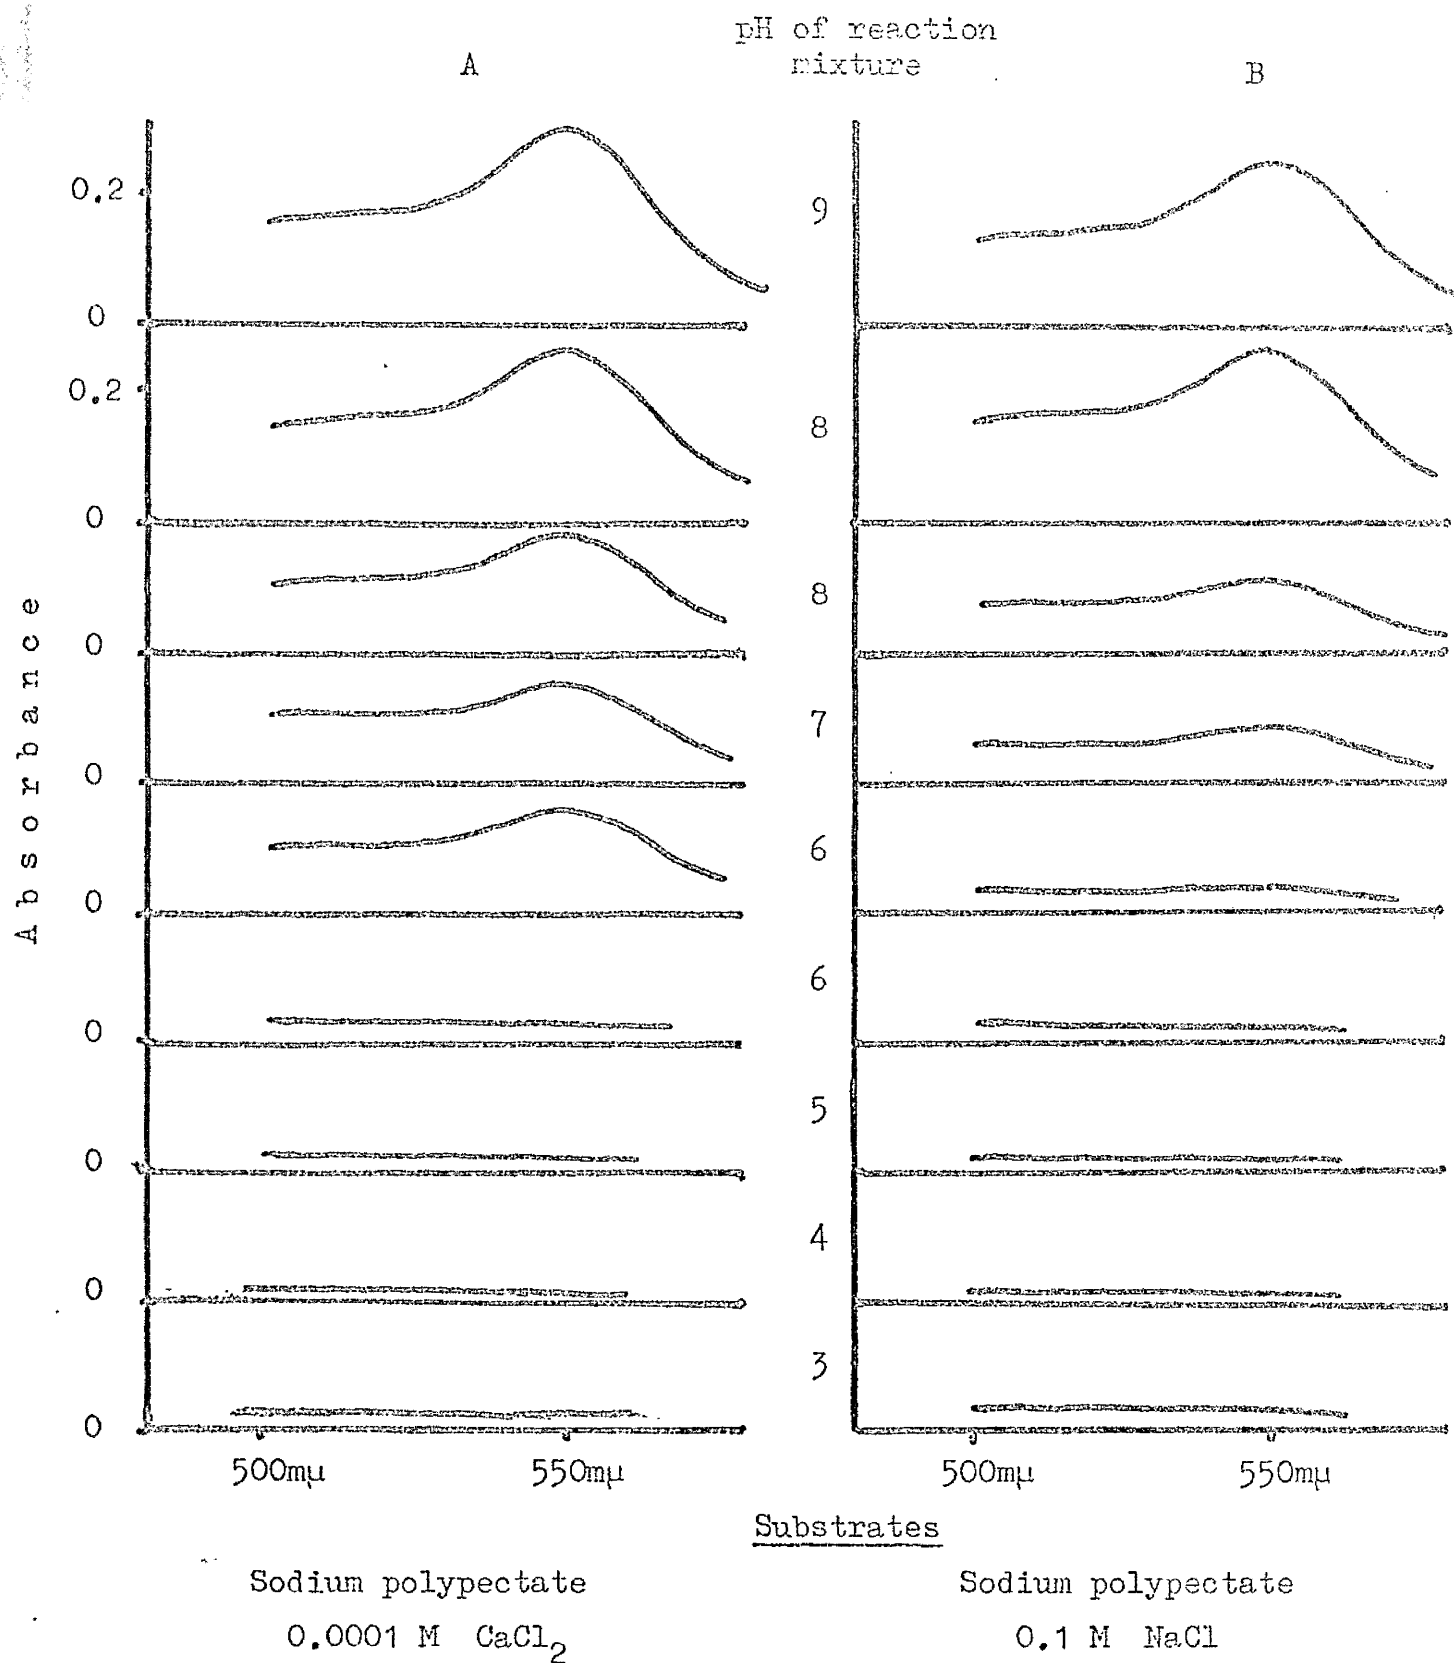 pH of reaction
mixture
A
B
0.2
0
0.2
0
0
0
0
0
0
0
0
Absorbance
9
8
8
7
6
6
5
4
3
500mμ
550mμ
500mμ
550mμ
Substrates
Sodium polypectate
0.0001 M CaCl₂
Sodium polypectate
0.1 M NaCl